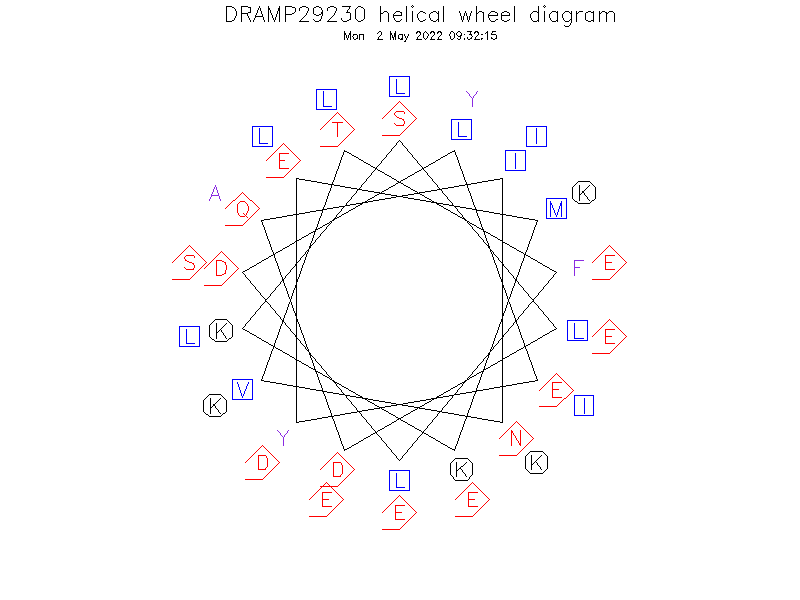 DRAMP29230 helical wheel diagram
Mon 2 May 2022 09:32:15
L
L Y
S
L T L I
E I
A Q M K
S D F E
L K L E
K V E I
Y N
D D K K
L
E E E